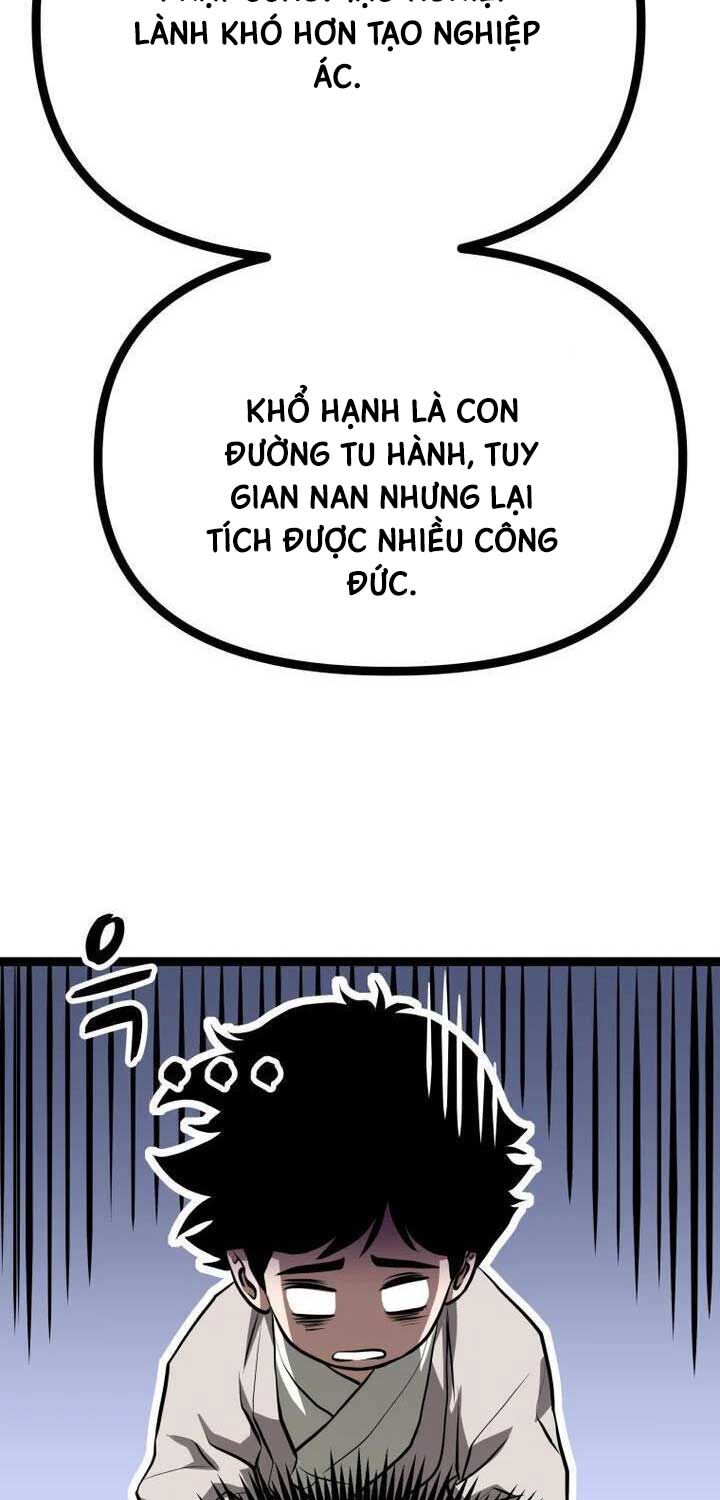 LÀNH KHÓ HƠN TẠO NGHIỆP
ÁC.
KHỔ HẠNH LÀ CON
ĐƯỜNG TU HÀNH, TUY
GIAN NAN NHƯNG LẠI
TÍCH ĐƯỢC NHIỀU CÔNG
ĐỨC.
윽...